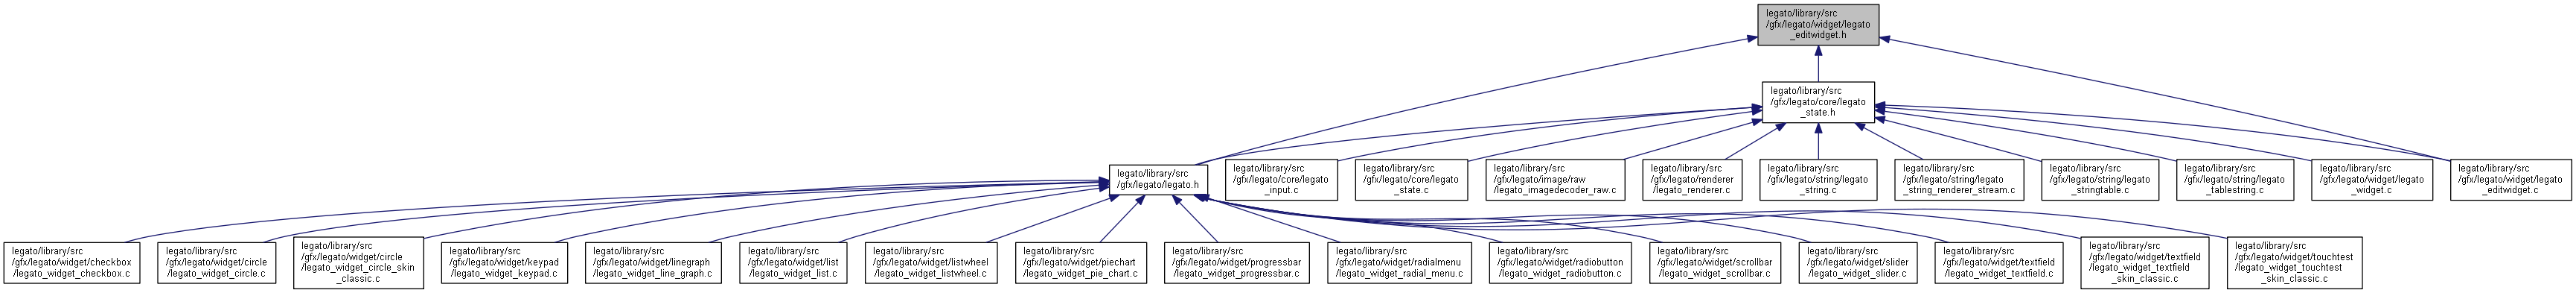 legato/library/src
/gfx/legato/widget/legato
_editwidget.h
legato/library/src
/gfx/legato/core/legato
_state.h
legato/library/src
/gfx/legato/legato.h
legato/library/src
/gfx/legato/core/legato
_input.c
legato/library/src
/gfx/legato/core/legato
_state.c
legato/library/src
/gfx/legato/image/raw
/legato_imagedecoder_raw.c
legato/library/src
/gfx/legato/renderer
/legato_renderer.c
legato/library/src
/gfx/legato/string/legato
_string.c
legato/library/src
/gfx/legato/string/legato
_string_renderer_stream.c
legato/library/src
/gfx/legato/string/legato
_stringtable.c
legato/library/src
/gfx/legato/string/legato
_tablestring.c
legato/library/src
/gfx/legato/widget/legato
_widget.c
legato/library/src
/gfx/legato/widget/legato
_editwidget.c
legato/library/src
/gfx/legato/widget/checkbox
/legato_widget_checkbox.c
legato/library/src
/gfx/legato/widget/circle
/legato_widget_circle.c
legato/library/src
/gfx/legato/widget/circle
/legato_widget_circle_skin
_classic.c
legato/library/src
/gfx/legato/widget/keypad
/legato_widget_keypad.c
legato/library/src
/gfx/legato/widget/linegraph
/legato_widget_line_graph.c
legato/library/src
/gfx/legato/widget/list
/legato_widget_list.c
legato/library/src
/gfx/legato/widget/listwheel
/legato_widget_listwheel.c
legato/library/src
/gfx/legato/widget/piechart
/legato_widget_pie_chart.c
legato/library/src
/gfx/legato/widget/progressbar
/legato_widget_progressbar.c
legato/library/src
/gfx/legato/widget/radialmenu
/legato_widget_radial_menu.c
legato/library/src
/gfx/legato/widget/radiobutton
/legato_widget_radiobutton.c
legato/library/src
/gfx/legato/widget/scrollbar
/legato_widget_scrollbar.c
legato/library/src
/gfx/legato/widget/slider
/legato_widget_slider.c
legato/library/src
/gfx/legato/widget/textfield
/legato_widget_textfield.c
legato/library/src
/gfx/legato/widget/textfield
/legato_widget_textfield
_skin_classic.c
legato/library/src
/gfx/legato/widget/touchtest
/legato_widget_touchtest
_skin_classic.c